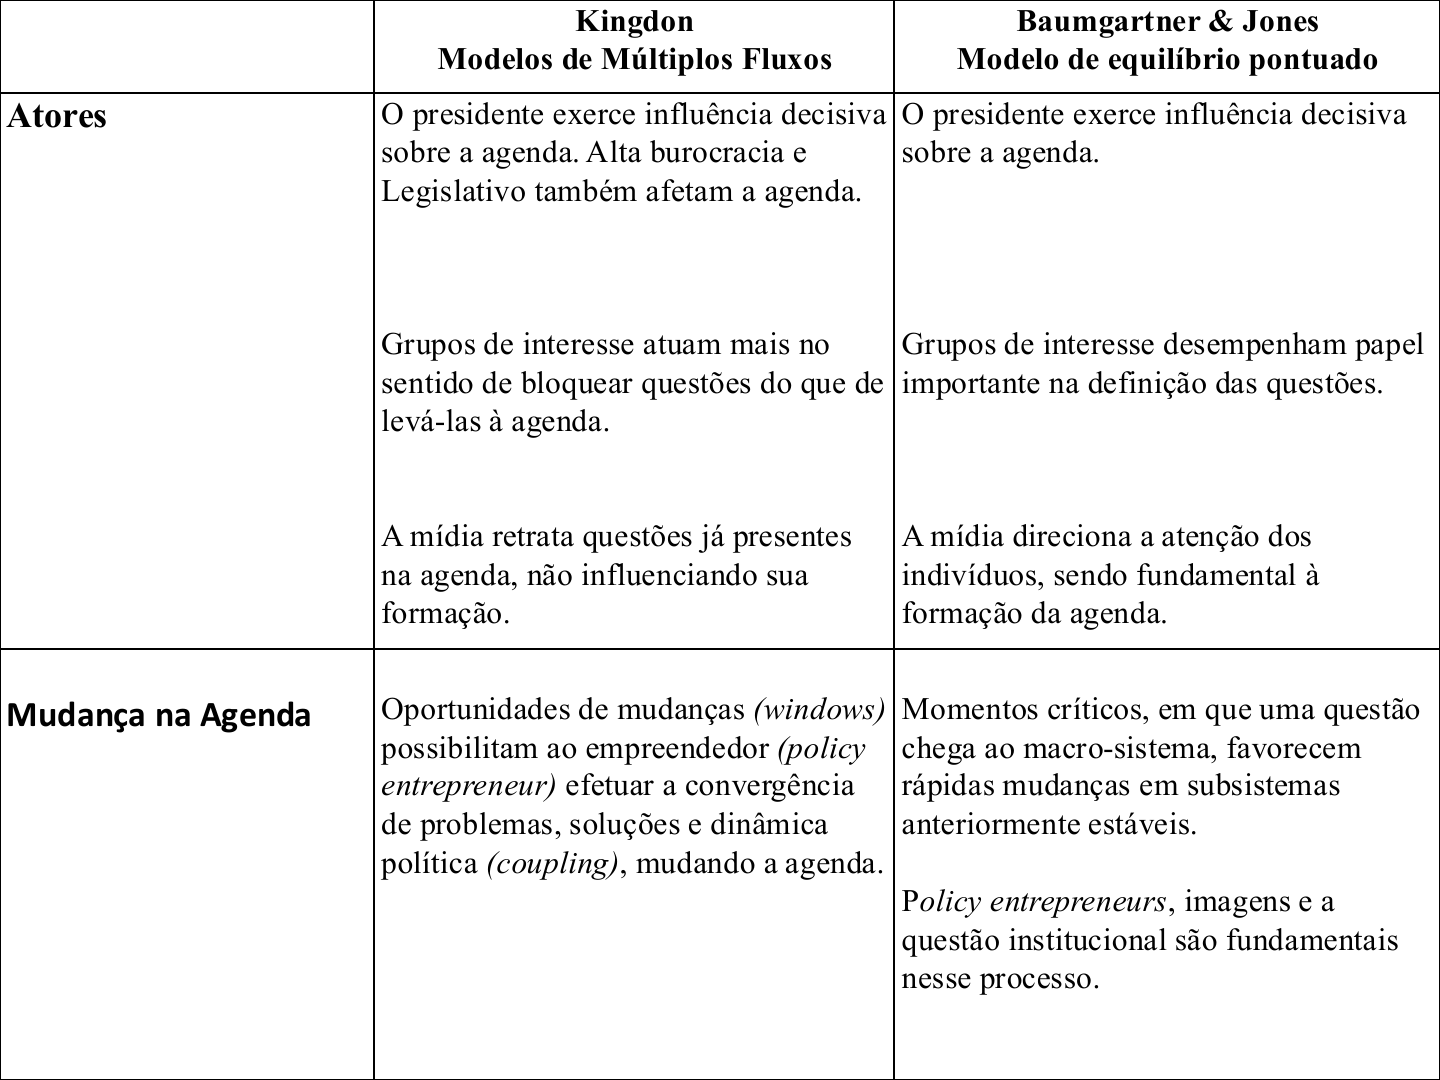 Kingdon
Modelos de Múltiplos Fluxos
Baumgartner & Jones
Modelo de equilíbrio pontuado
Atores
O presidente exerce influência decisiva
sobre a agenda. Alta burocracia e
Legislativo também afetam a agenda.
Grupos de interesse atuam mais no
sentido de bloquear questões do que de
levá-las à agenda.
A mídia retrata questões já presentes
na agenda, não influenciando sua
formação.
O presidente exerce influência decisiva
sobre a agenda.
Grupos de interesse desempenham papel
importante na definição das questões.
A mídia direciona a atenção dos
indivíduos, sendo fundamental à
formação da agenda.
Mudança na Agenda
Oportunidades de mudanças (windows)
possibilitam ao empreendedor (policy
entrepreneur) efetuar a convergência
de problemas, soluções e dinâmica
política (coupling), mudando a agenda.
Momentos críticos, em que uma questão
chega ao macro-sistema, favorecem
rápidas mudanças em subsistemas
anteriormente estáveis.
Policy entrepreneurs, imagens e a
questão institucional são fundamentais
nesse processo.